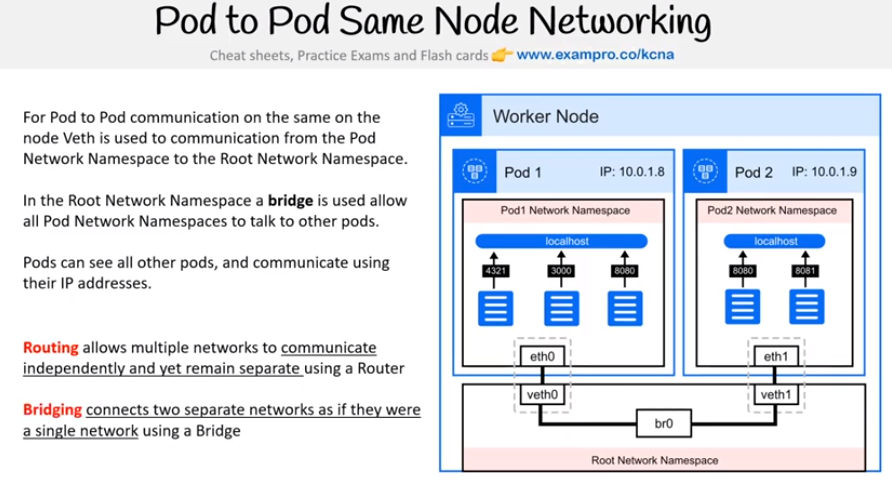 Pod to Pod Same Node Networking
Cheat sheets, Practice Exams and Flash cards 👉 www.exampro.co/kcna
For Pod to Pod communication on the same on the
node Veth is used to communication from the Pod
Network Namespace to the Root Network Namespace.
In the Root Network Namespace a bridge is used allow
all Pod Network Namespaces to talk to other pods.
Pods can see all other pods, and communicate using
their IP addresses.
Routing allows multiple networks to communicate
independently and yet remain separate using a Router
Bridging connects two separate networks as if they were
a single network using a Bridge
Worker Node
Pod 1 IP: 10.0.1.8
Pod1 Network Namespace
localhost
4321 3000 8080
eth0
veth0
Pod 2 IP: 10.0.1.9
Pod2 Network Namespace
localhost
8080 8081
eth1
veth1
br0
Root Network Namespace